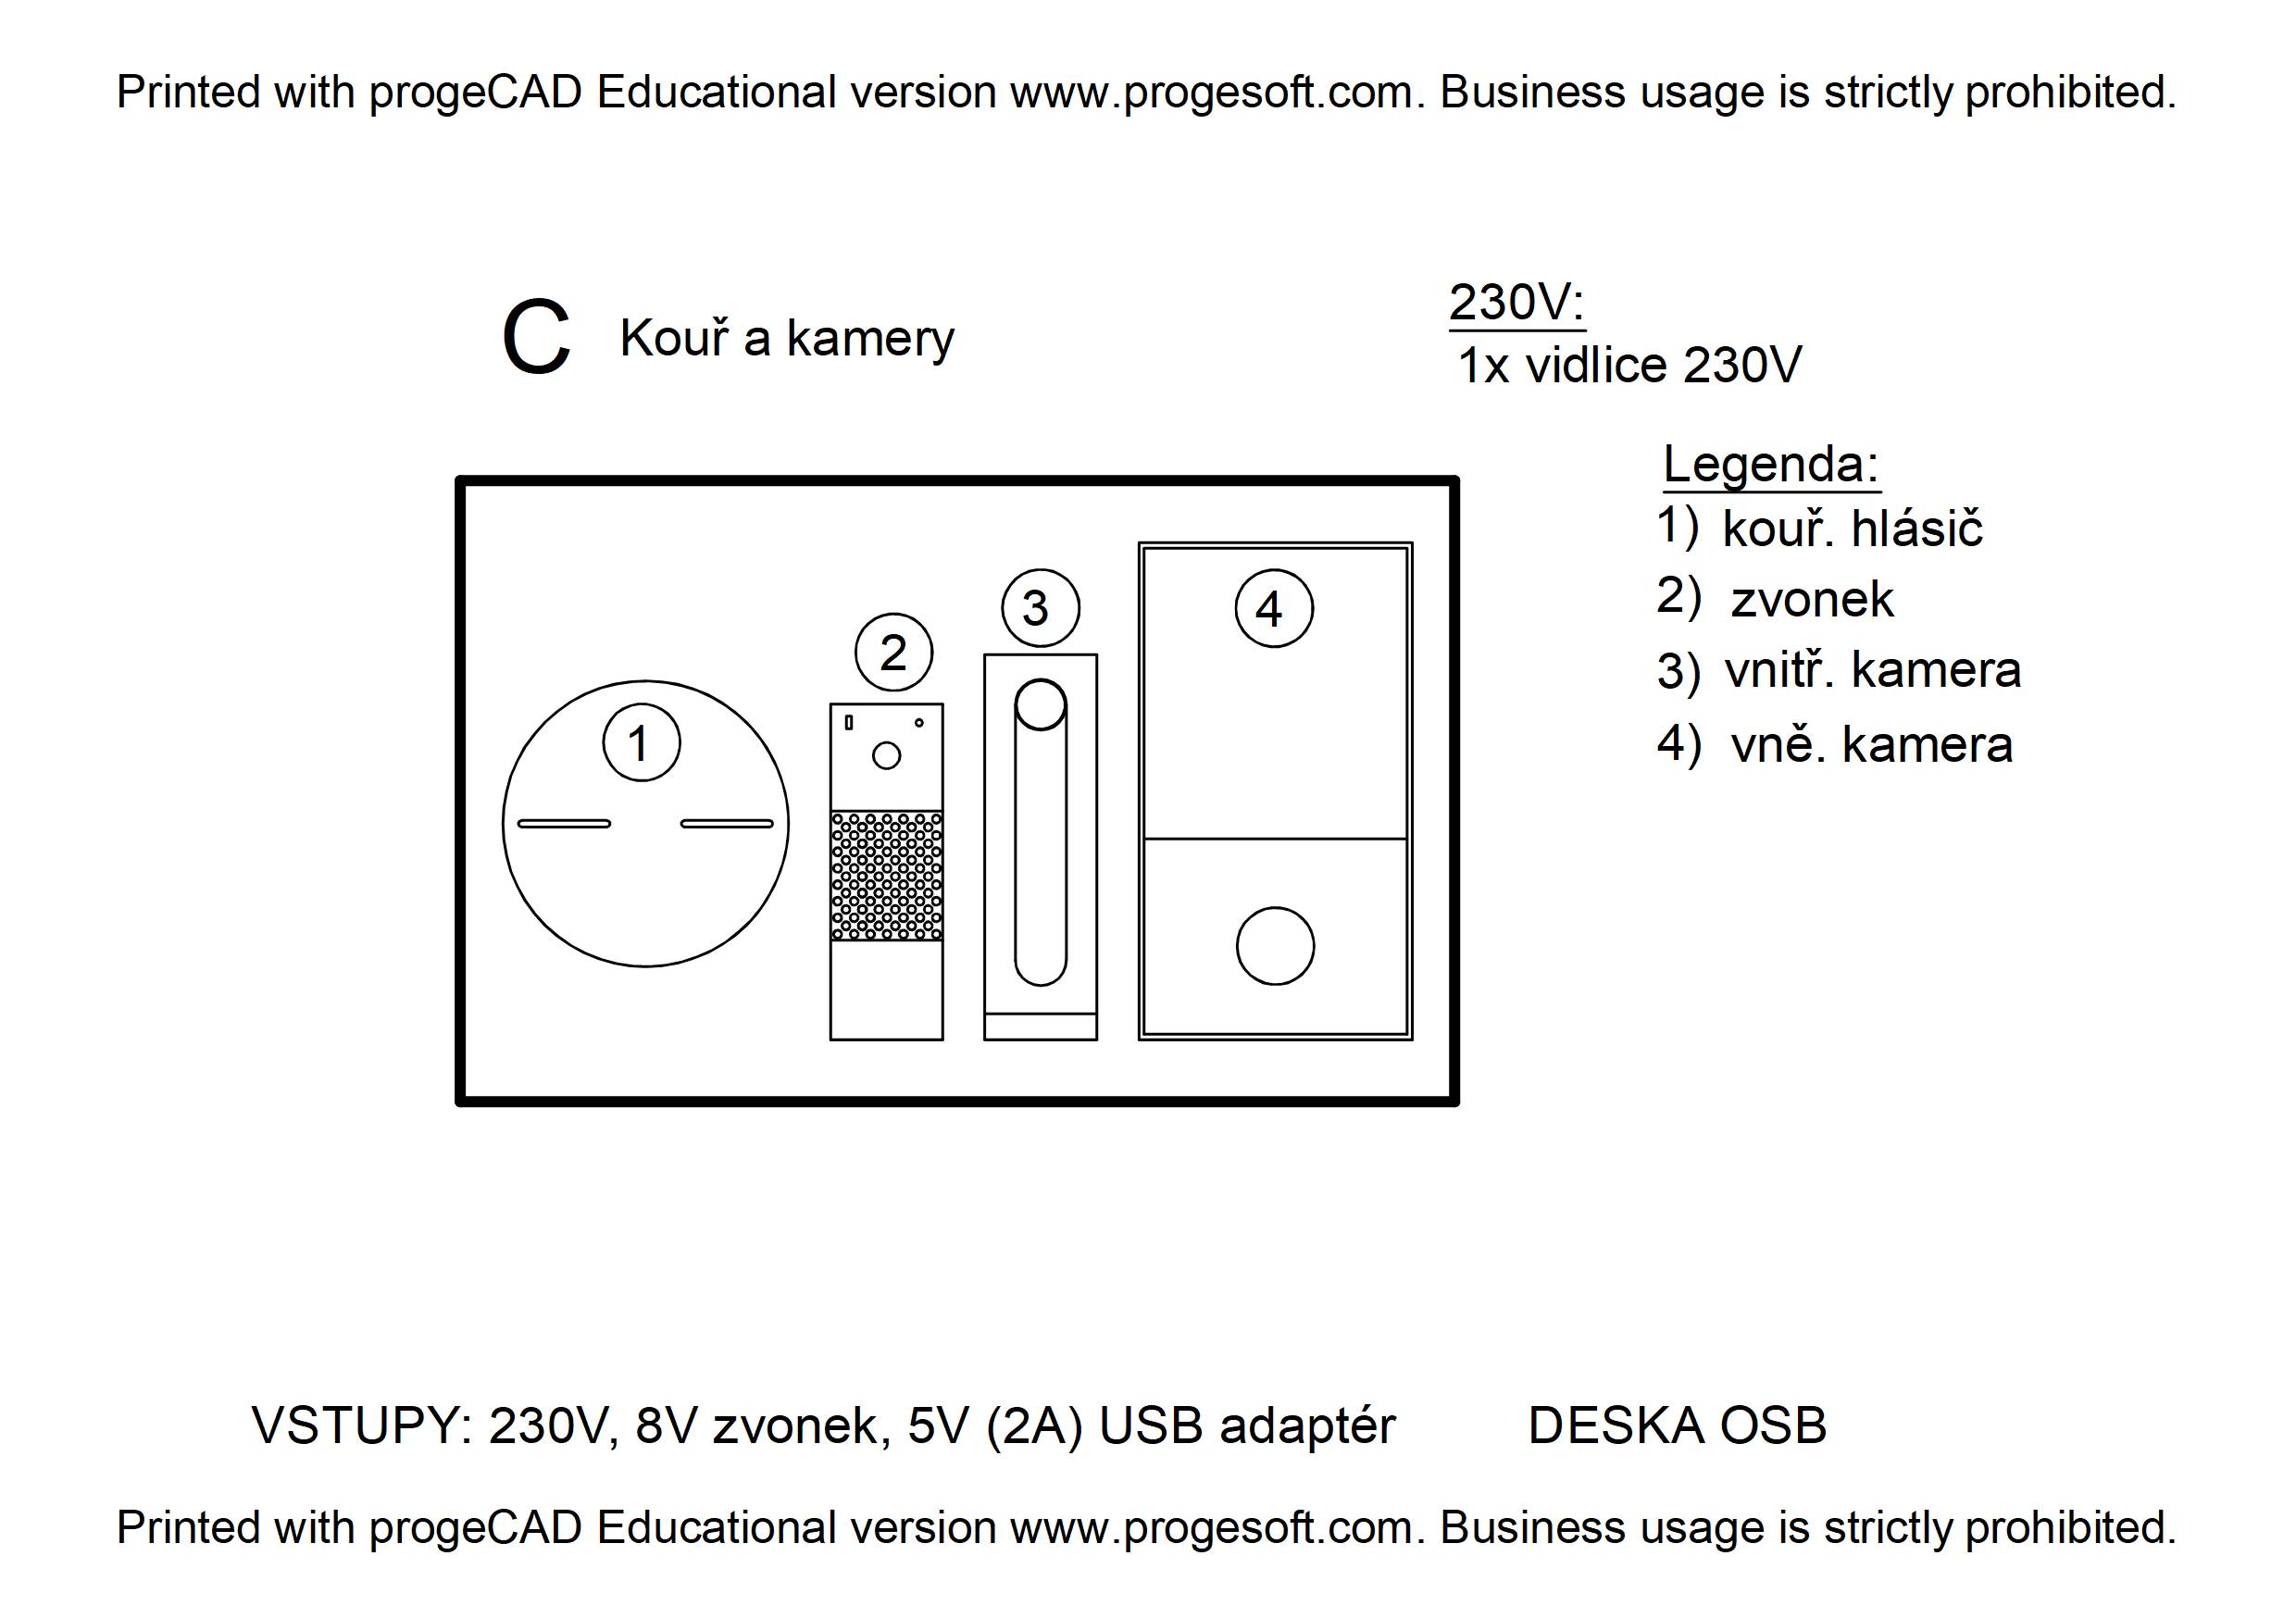 Printed with progeCAD Educational version www.progesoft.com. Business usage is strictly prohibited.
C Kouř a kamery
230V:
1x vidlice 230V
Legenda:
1) kouř. hlásič
2) zvonek
3) vnitř. kamera
4) vně. kamera
1
2
3
4
VSTUPY: 230V, 8V zvonek, 5V (2A) USB adaptér
DESKA OSB
Printed with progeCAD Educational version www.progesoft.com. Business usage is strictly prohibited.